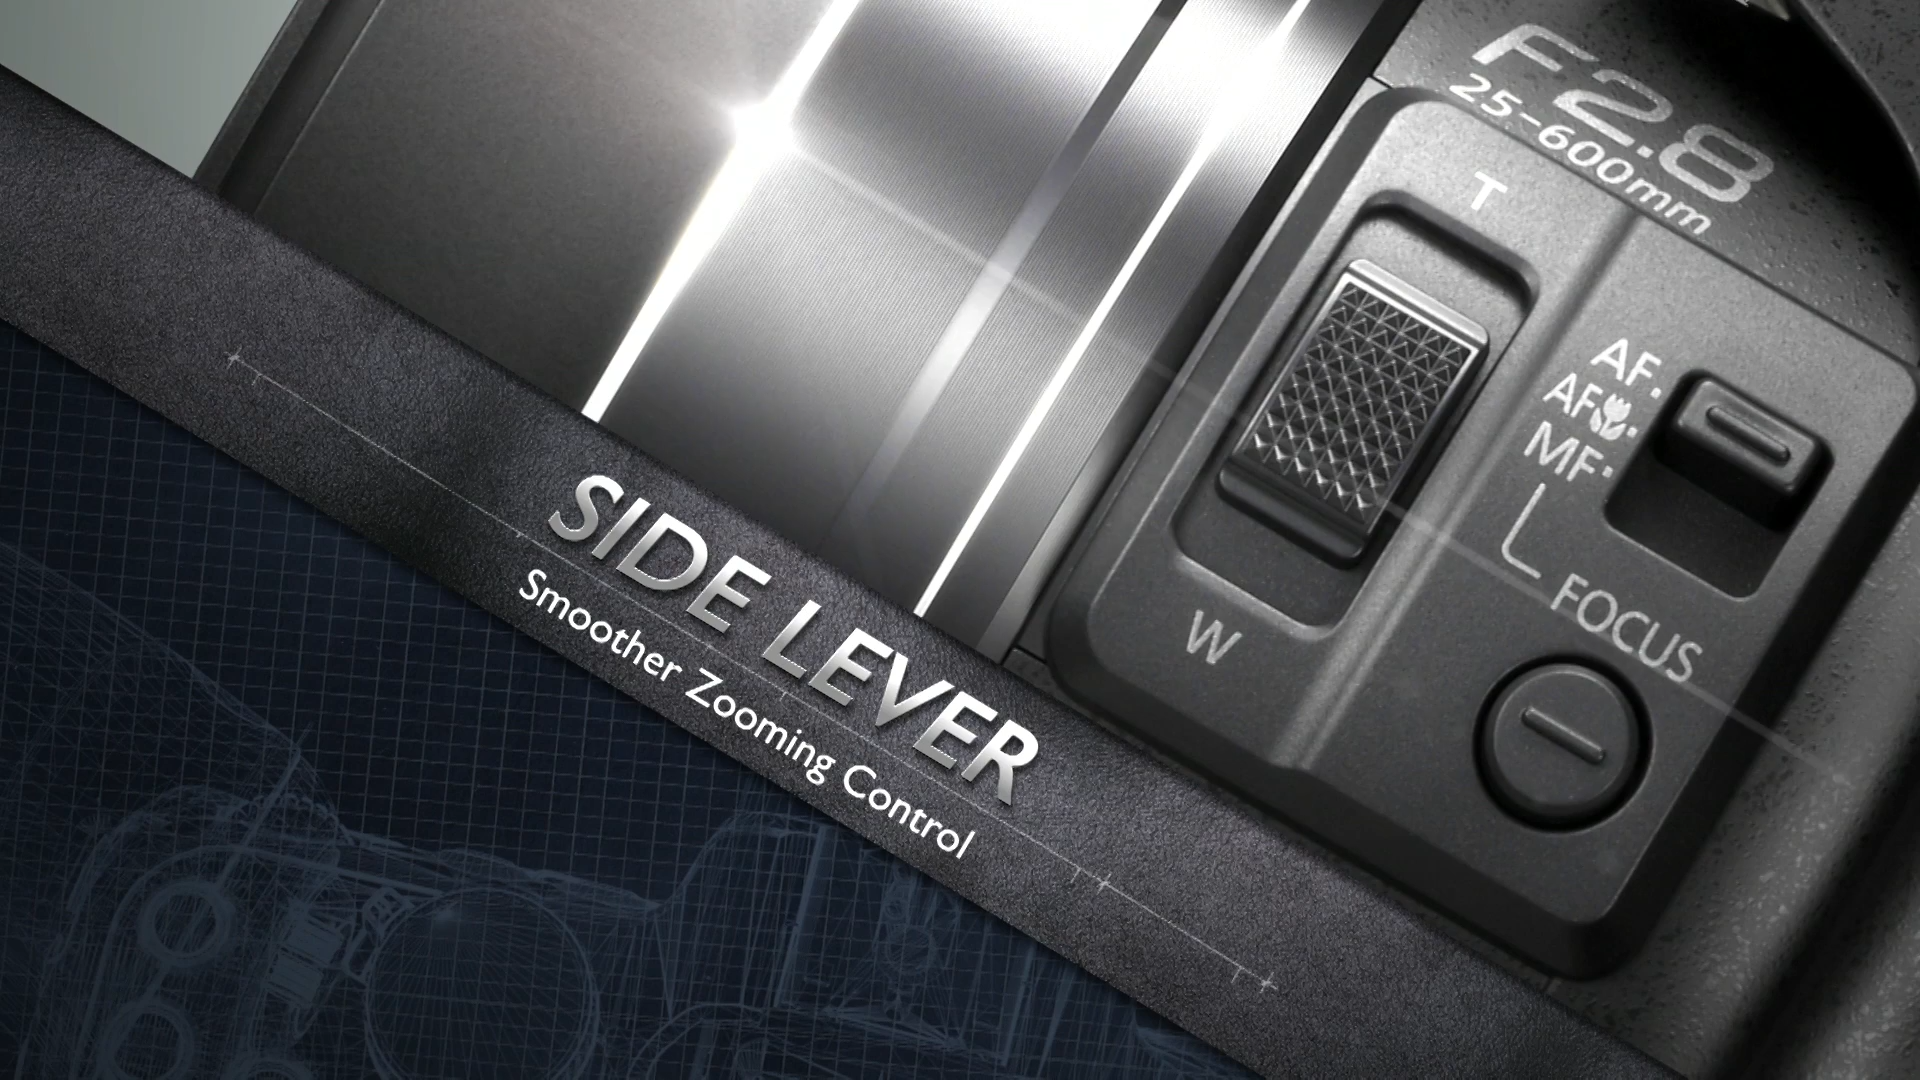 F2.8
25-600mm
T
AF
AF
MF
FOCUS
W
SIDE LEVER
Smoother Zooming Control